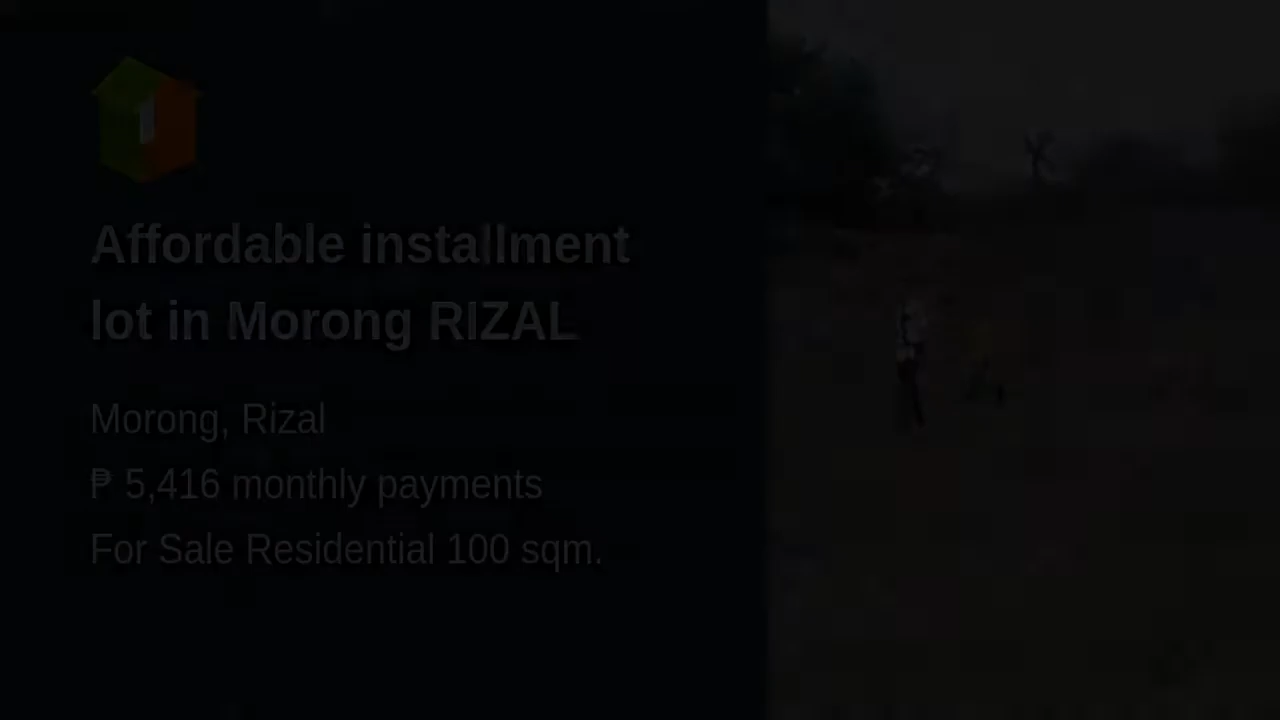 Affordable installment
lot in Morong RIZAL
Morong, Rizal
₱ 5,416 monthly payments
For Sale Residential 100 sqm.